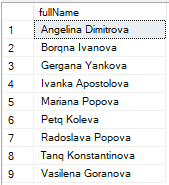 fullName
1 Angelina Dimitrova
2 Borqna Ivanova
3 Gergana Yankova
4 Ivanka Apostolova
5 Mariana Popova
6 Petq Koleva
7 Radoslava Popova
8 Tanq Konstantinova
9 Vasilena Goranova